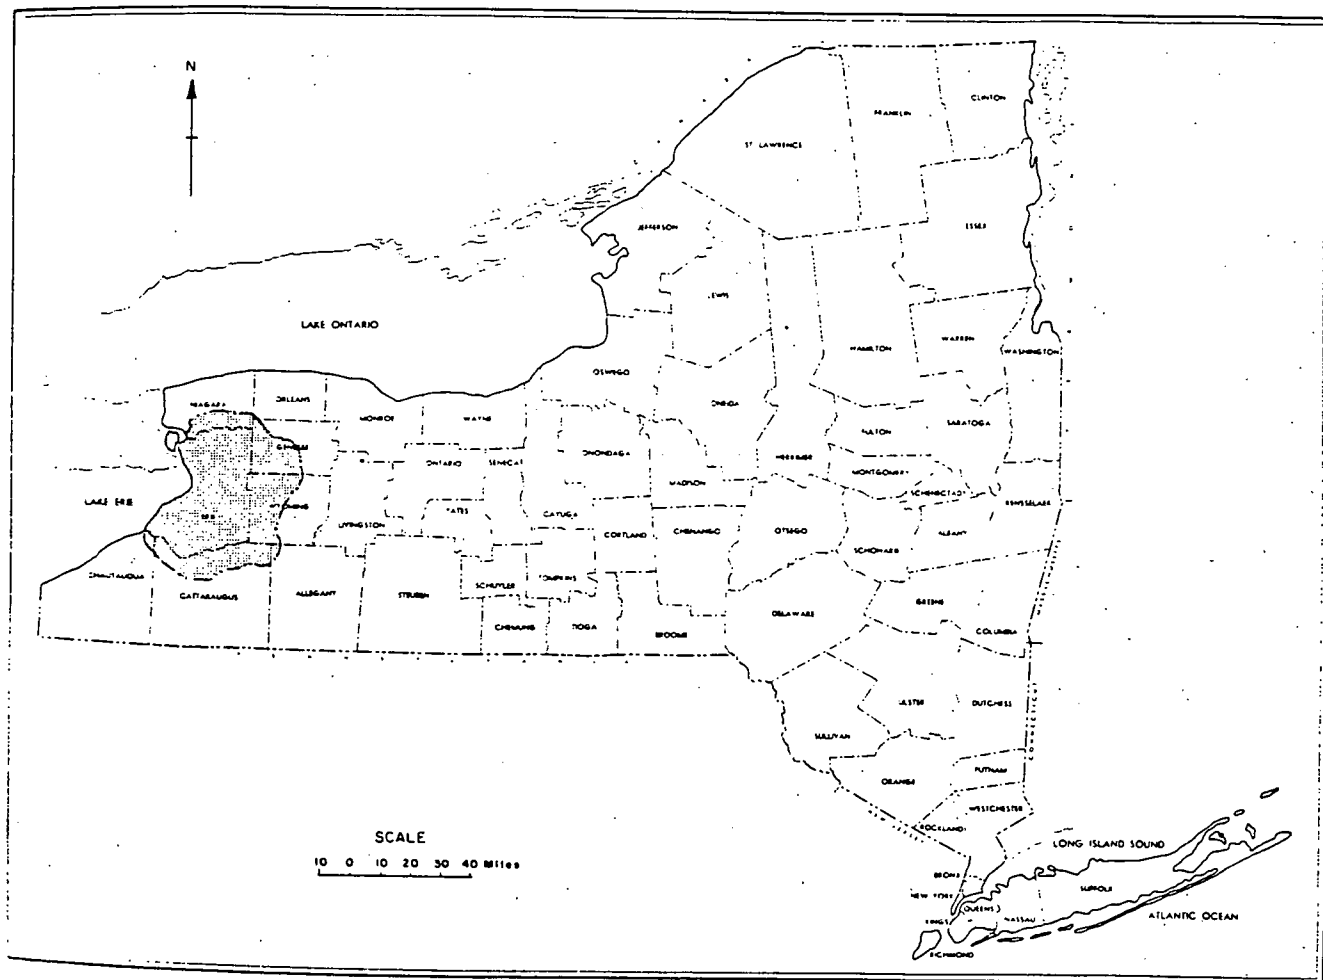 N
CLINTON
FRANKLIN
ST. LAWRENCE
JEFFERSON
ESSEX
LEWIS
LAKE ONTARIO
HAMILTON
WARREN
WASHINGTON
OSWEGO
NIAGARA
ORLEANS
MONROE
WAYNE
ONEIDA
FULTON
SARATOGA
GENESEE
ONTARIO
SENECA
ONONDAGA
MADISON
HERKIMER
MONTGOMERY
SCHENECTADY
RENSSELAER
LAKE ERIE
ERIE
WYOMING
LIVINGSTON
YATES
CAYUGA
CORTLAND
CHENANGO
OTSEGO
SCHOHARIE
ALBANY
CHAUTAUQUA
CATTARAUGUS
ALLEGANY
STEUBEN
SCHUYLER
TOMPKINS
CHEMUNG
TIOGA
BROOME
DELAWARE
GREENE
COLUMBIA
ULSTER
DUTCHESS
SULLIVAN
CONNECTICUT
ORANGE
PUTNAM
WESTCHESTER
ROCKLAND
SCALE
10 0 10 20 30 40 Miles
LONG ISLAND SOUND
BRONX
NEW YORK
SUFFOLK
QUEENS
KINGS
NASSAU
ATLANTIC OCEAN
RICHMOND